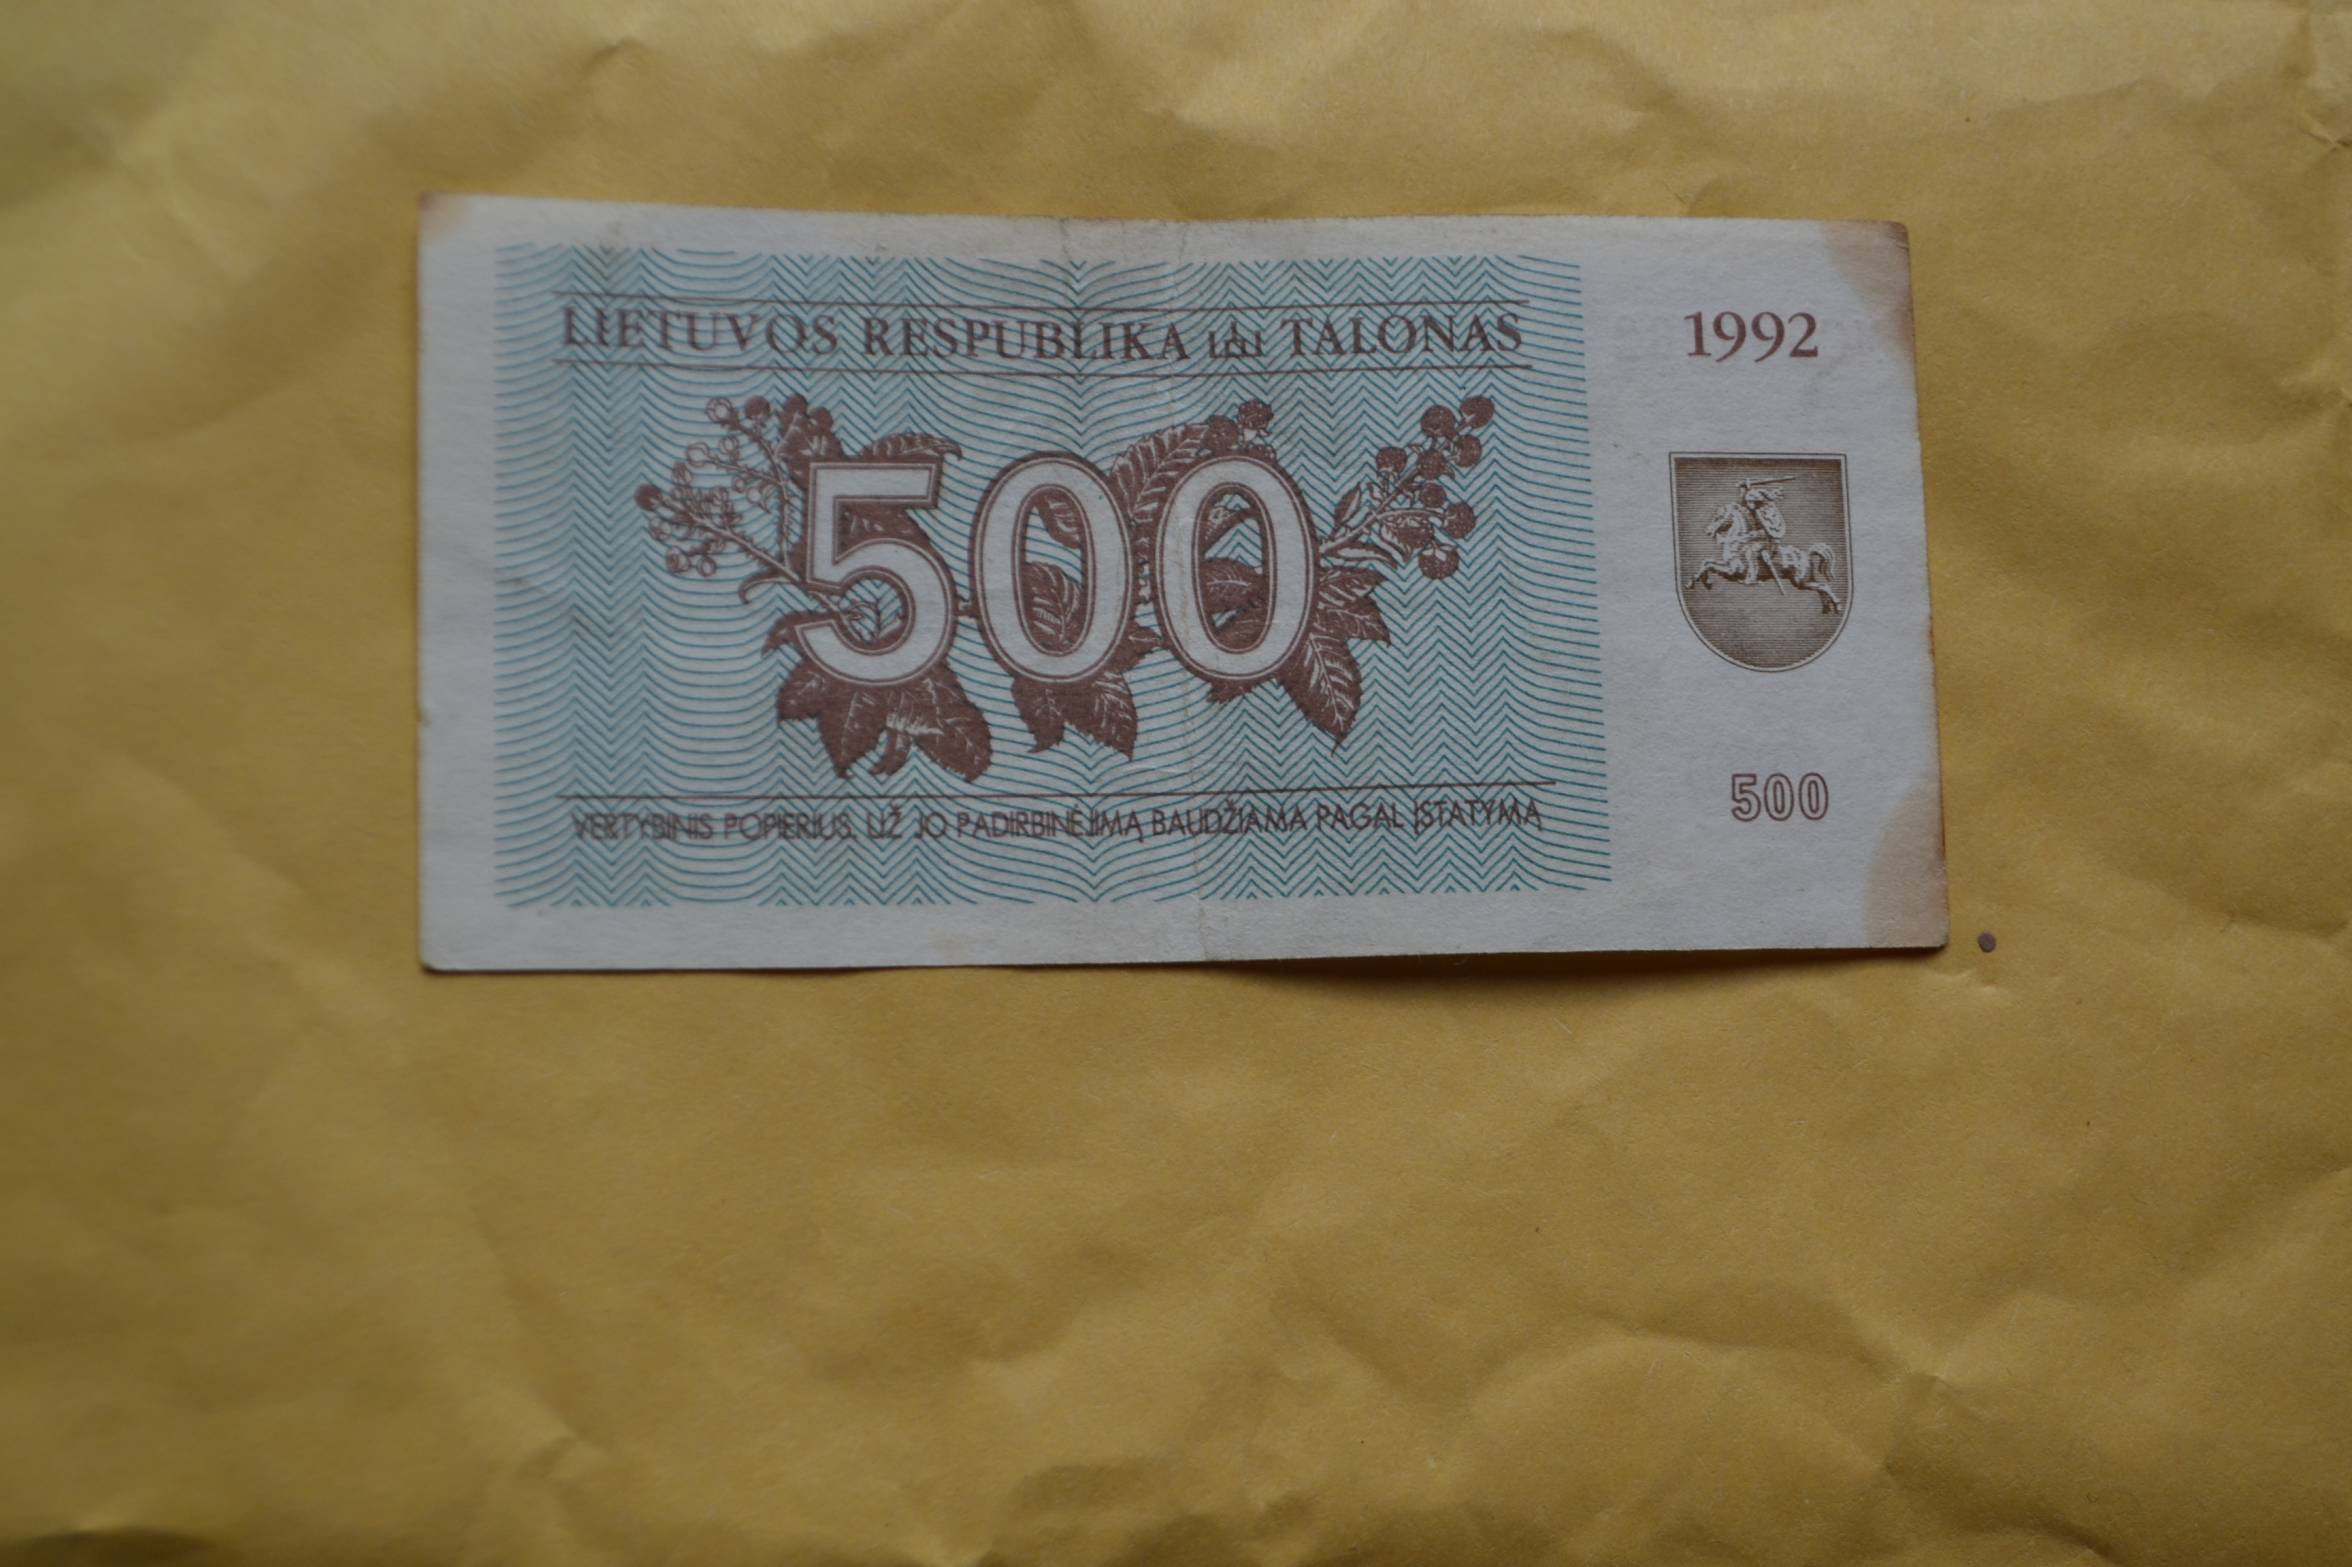 LIETUVOS RESPUBLIKA TALONAS
1992
500
VERTYBINIS POPIERIUS, UŽ JO PADIRBINĖJIMĄ BAUDŽIAMA PAGAL ĮSTATYMĄ
500